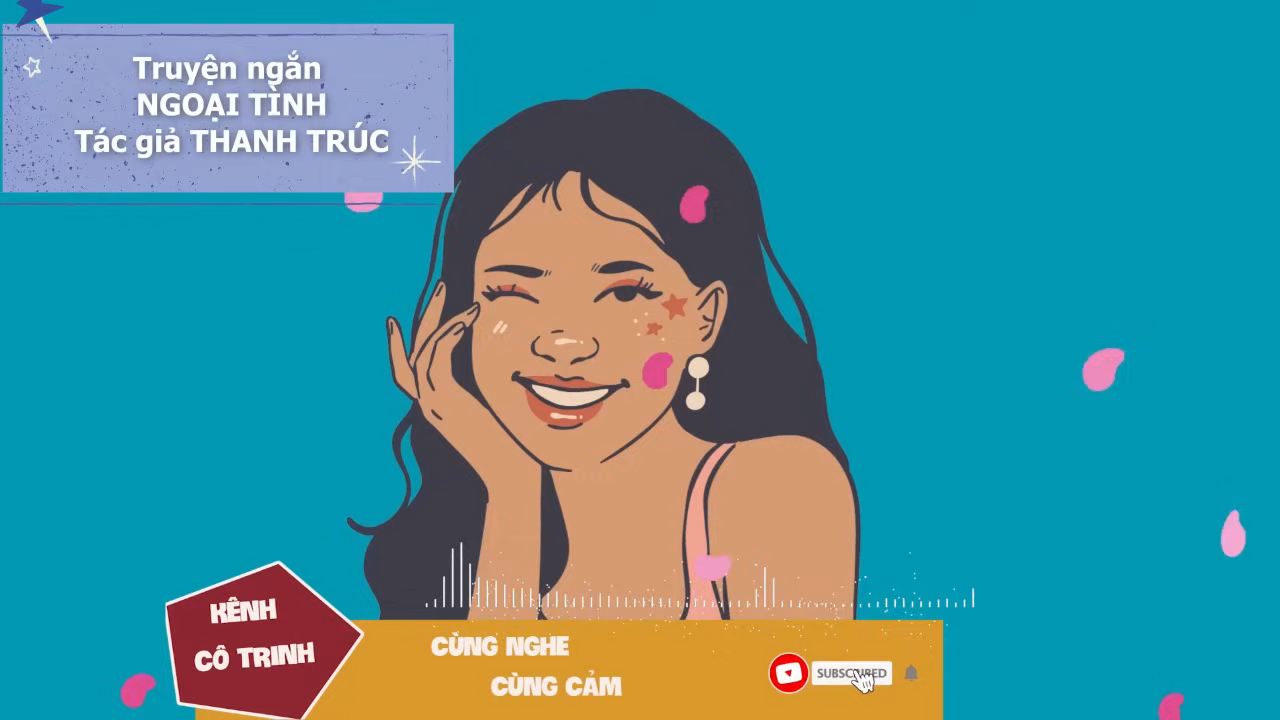 Truyện ngắn
NGOẠI TÌNH
Tác giả THANH TRÚC
KÊNH
CÔ TRINH
CÙNG NGHE
CÙNG CẢM
SUBSCRIBED